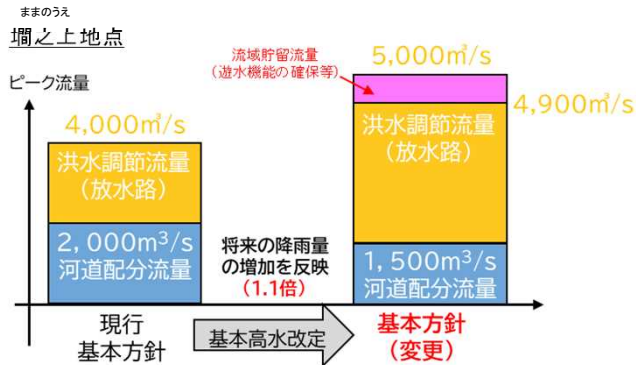 ままのうえ
墹之上地点
ピーク流量
流域貯留流量
（遊水機能の確保等）
5,000㎥/s
4,900㎥/s
4,000㎥/s
洪水調節流量
（放水路）
2,000m³/s
河道配分流量
将来の降雨量
の増加を反映
（1.1倍）
洪水調節流量
（放水路）
1,500m³/s
河道配分流量
現行
基本方針
基本高水改定
基本方針
（変更）